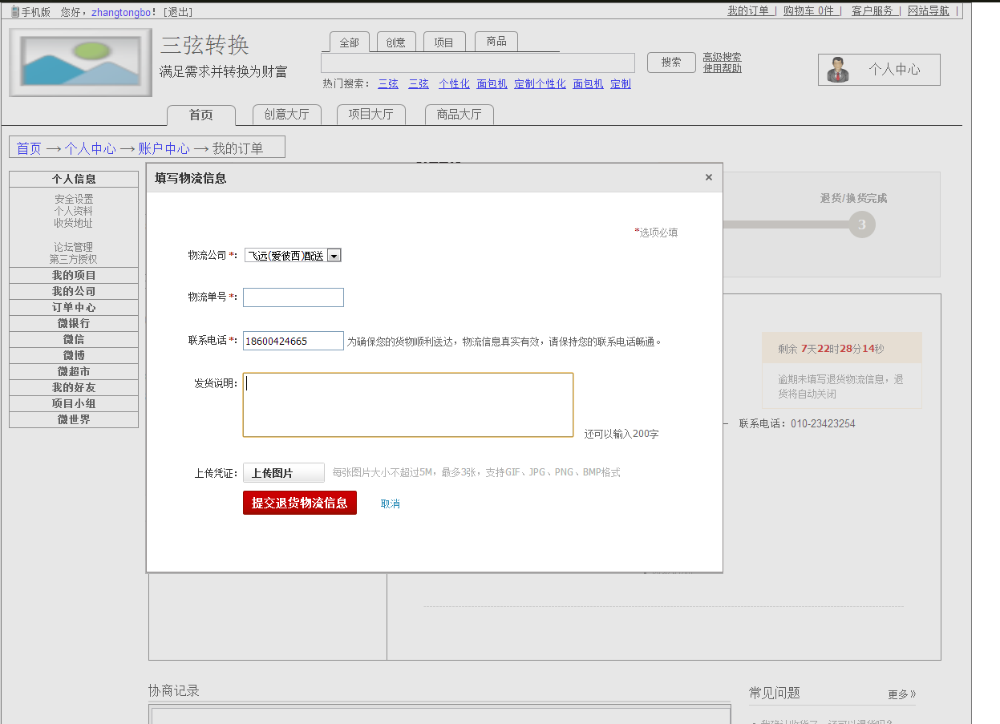 手机版 您好，zhangtongbo！[退出] 我的订单 | 购物车 0件 | 客户服务 | 网站导航 |
三弦转换
满足需求并转换为财富
全部 创意 项目 商品
搜索 高级搜索
使用帮助
个人中心
热门搜索： 三弦 三弦 个性化 面包机 定制个性化 面包机 定制
首页 创意大厅 项目大厅 商品大厅
首页 → 个人中心 → 账户中心 → 我的订单
个人信息
安全设置
个人资料
收货地址
论坛管理
第三方授权
我的项目
我的公司
订单中心
微银行
微信
微博
微超市
我的好友
项目小组
微世界
填写物流信息 ×
*选项必填
物流公司*： 飞远(爱彼西)配送
物流单号*：
联系电话*： 18600424665 为确保您的货物顺利送达，物流信息真实有效，请保持您的联系电话畅通。
发货说明：
还可以输入200字
上传凭证： 上传图片 每张图片大小不超过5M，最多3张，支持GIF、JPG、PNG、BMP格式
提交退货物流信息 取消
退货/换货完成
3
剩余 7天22时28分14秒
逾期未填写退货物流信息，退
货将自动关闭
联系电话：010-23423254
协商记录
常见问题 更多》
我确认收货了，还可以退货吗？